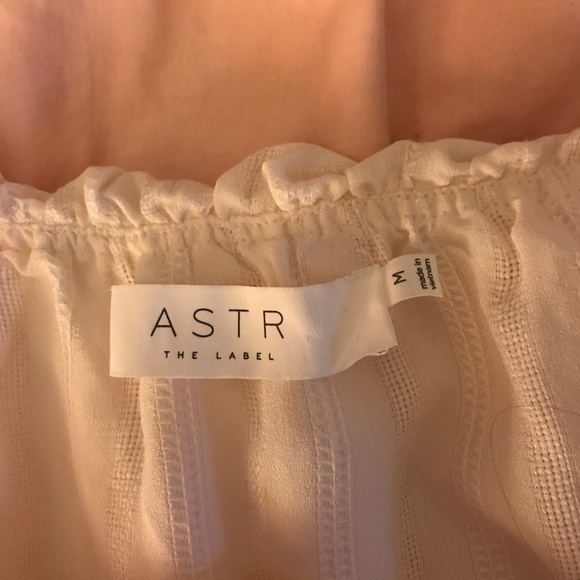 ASTR
THE LABEL
M
made in
vietnam